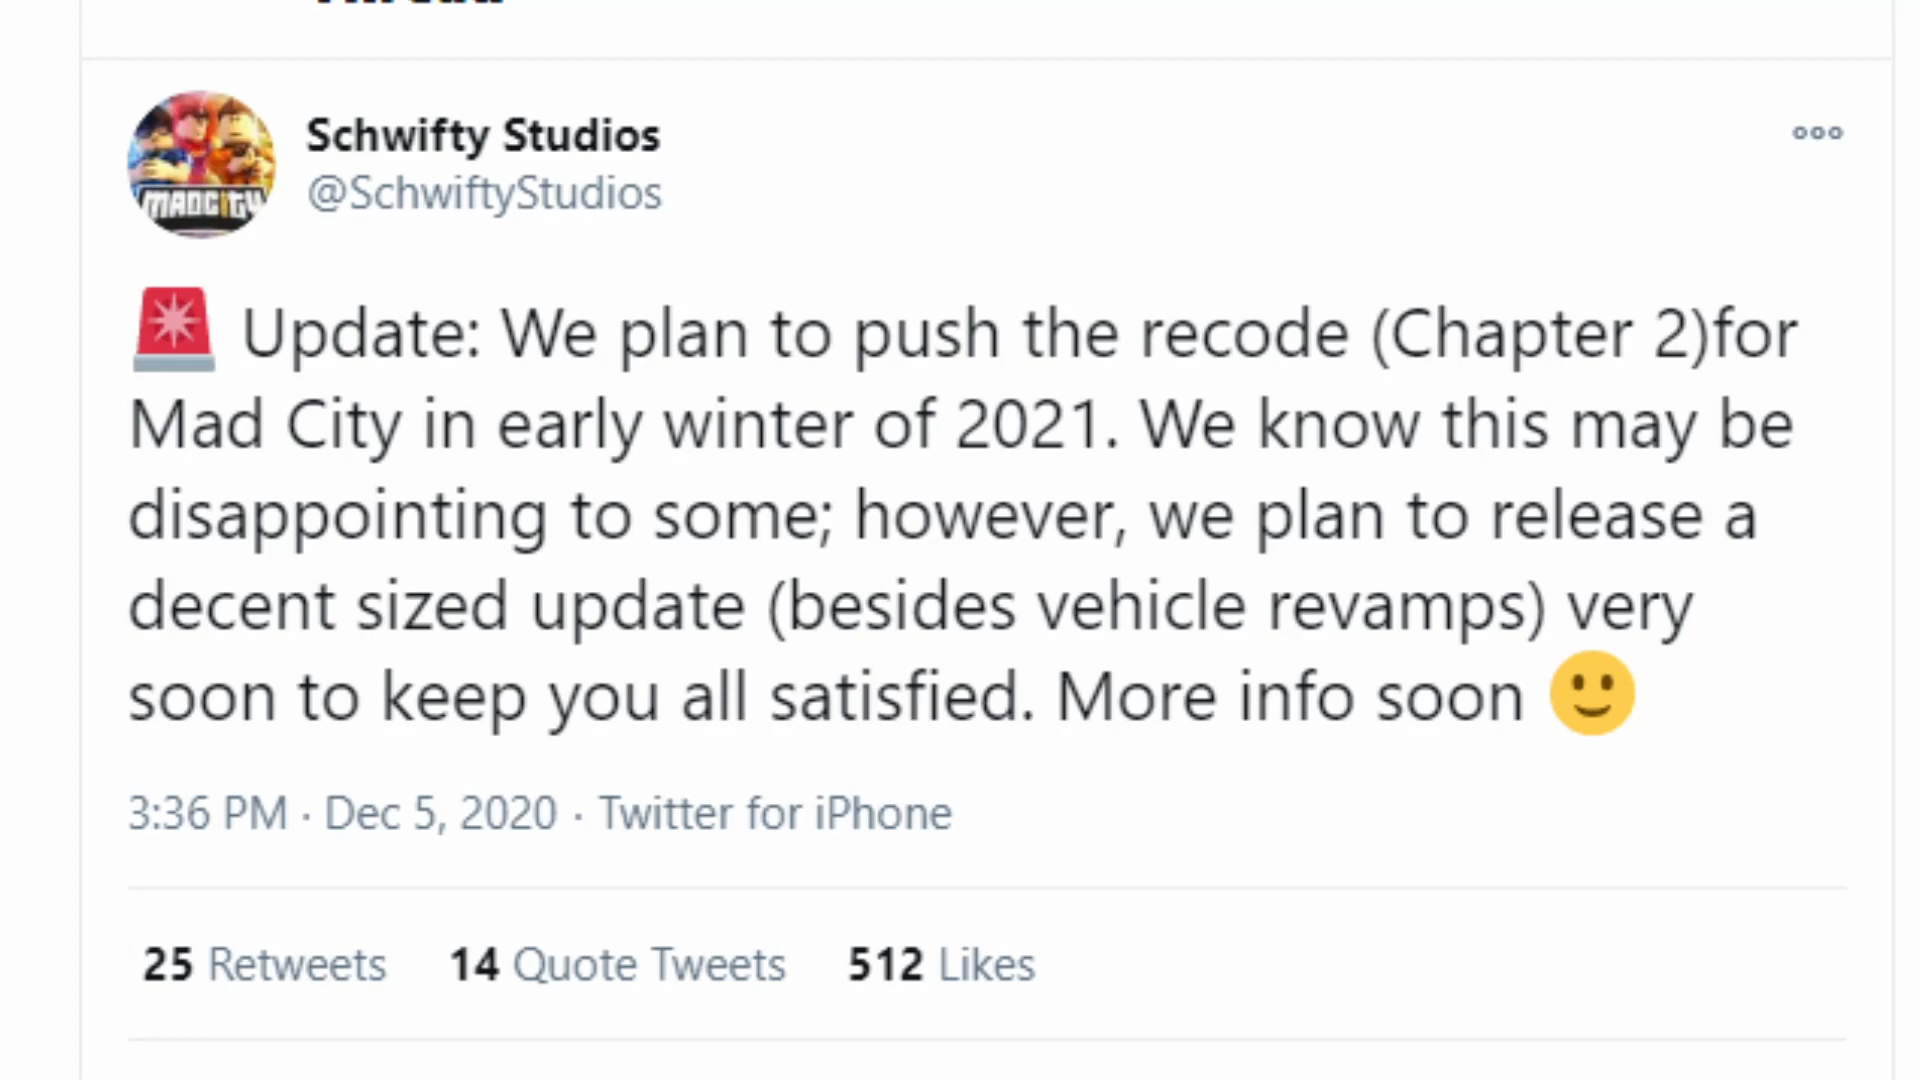 Thread
Schwifty Studios
@SchwiftyStudios
MADCITY
🚨 Update: We plan to push the recode (Chapter 2)for
Mad City in early winter of 2021. We know this may be
disappointing to some; however, we plan to release a
decent sized update (besides vehicle revamps) very
soon to keep you all satisfied. More info soon 🙂
3:36 PM · Dec 5, 2020 · Twitter for iPhone
25 Retweets 14 Quote Tweets 512 Likes